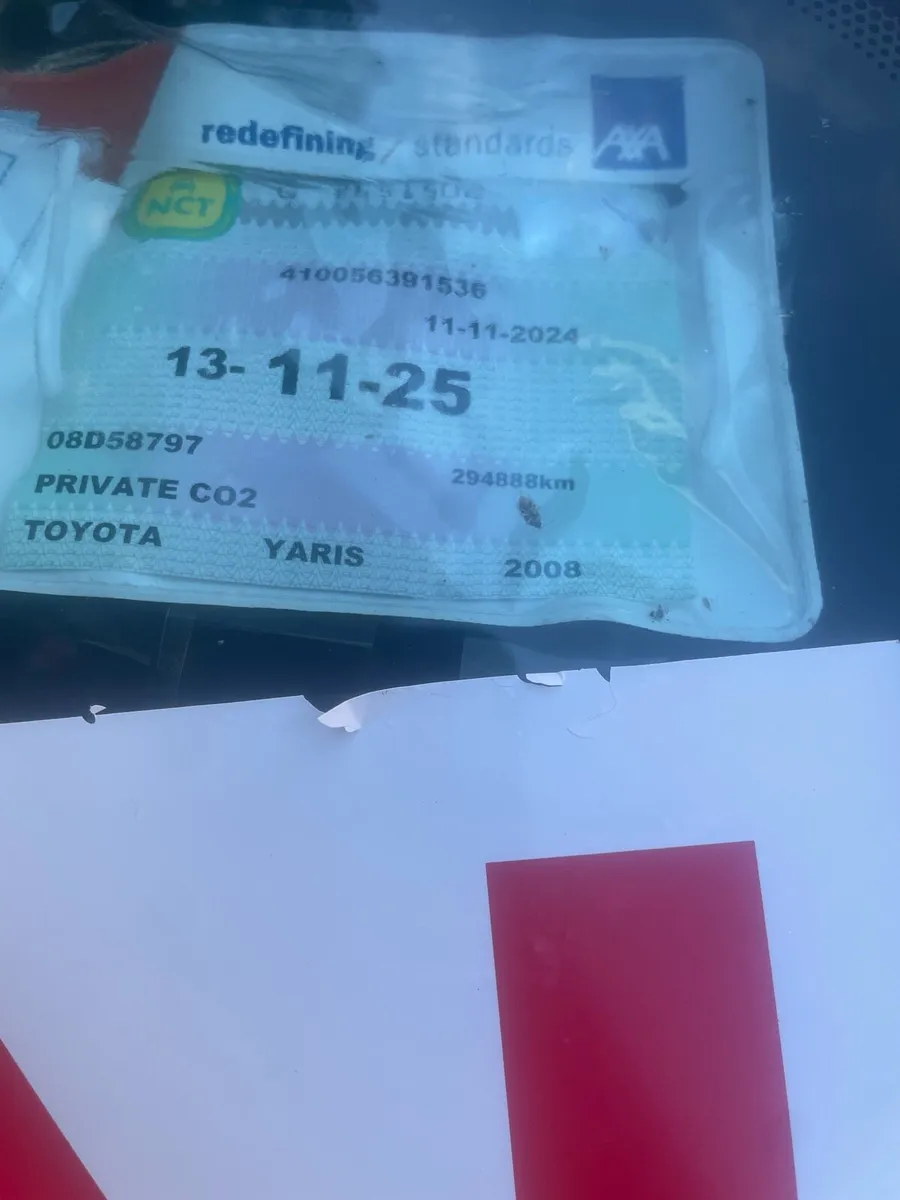 redefining / standards
AXA
NCT
410056391536
11-11-2024
13- 11-25
08D58797
294888km
PRIVATE CO2
TOYOTA YARIS 2008